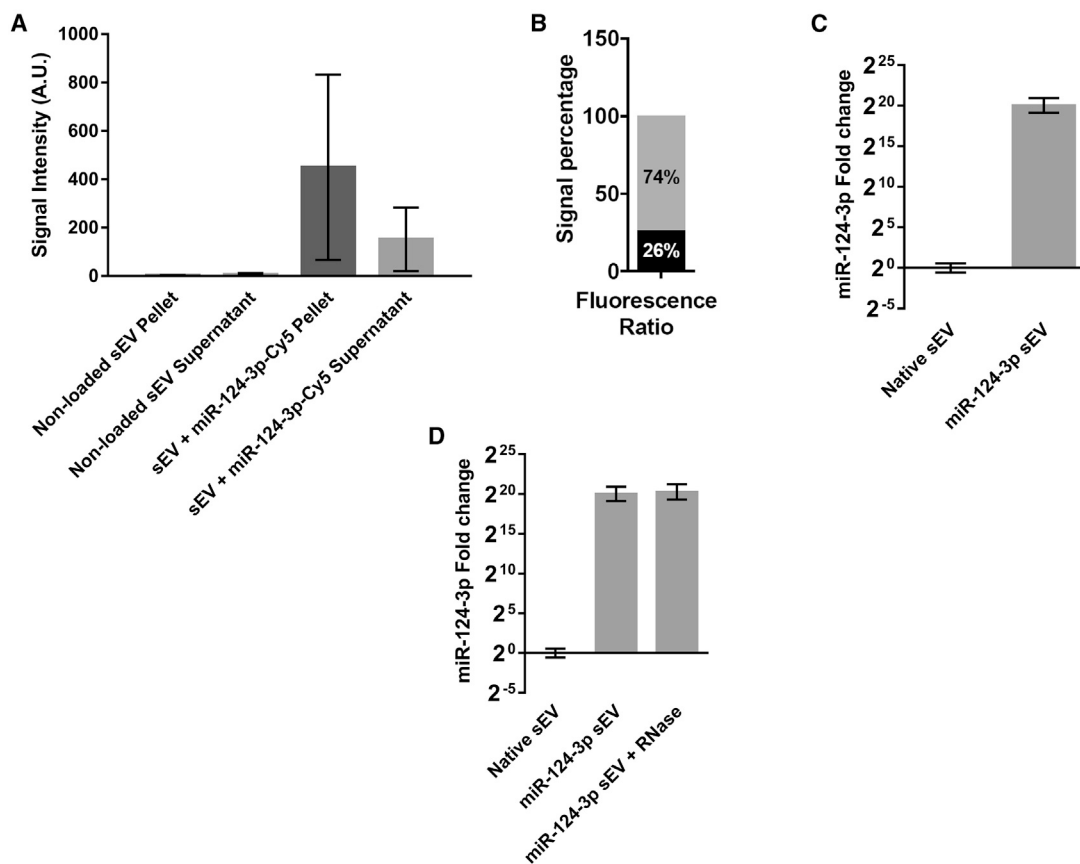 A
Signal Intensity (A.U.)
1000
800
600
400
200
0
Non-loaded sEV Pellet
Non-loaded sEV Supernatant
sEV + miR-124-3p-Cy5 Pellet
sEV + miR-124-3p-Cy5 Supernatant
B
Signal percentage
150
100
50
0
74%
26%
Fluorescence
Ratio
C
miR-124-3p Fold change
2^25
2^20
2^15
2^10
2^5
2^0
2^-5
Native sEV
miR-124-3p sEV
D
miR-124-3p Fold change
2^25
2^20
2^15
2^10
2^5
2^0
2^-5
Native sEV
miR-124-3p sEV
miR-124-3p sEV + RNase